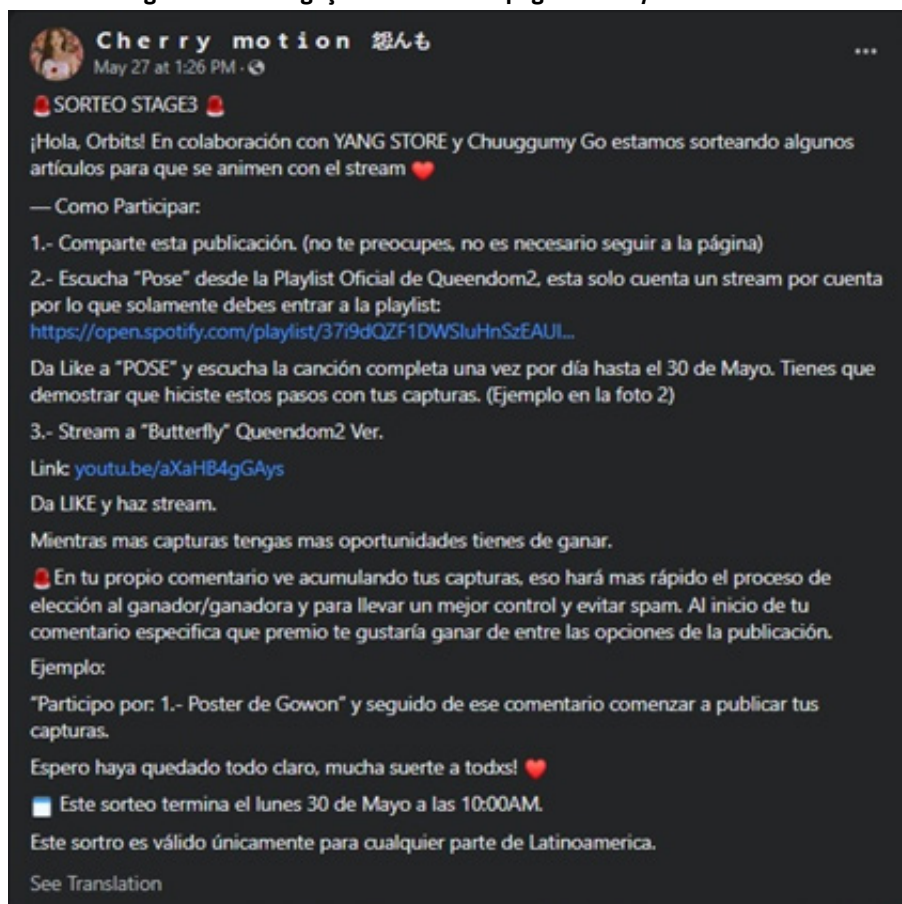 Cherry motion 怨んも
May 27 at 1:26 PM ·
🚨SORTEO STAGE3 🚨
¡Hola, Orbits! En colaboración con YANG STORE y Chuuggumy Go estamos sorteando algunos
artículos para que se animen con el stream ❤️
— Como Participar:
1.- Comparte esta publicación. (no te preocupes, no es necesario seguir a la página)
2.- Escucha "Pose" desde la Playlist Oficial de Queendom2, esta solo cuenta un stream por cuenta
por lo que solamente debes entrar a la playlist:
https://open.spotify.com/playlist/37i9dQZF1DWSluHnSzEAUI...
Da Like a "POSE" y escucha la canción completa una vez por día hasta el 30 de Mayo. Tienes que
demostrar que hiciste estos pasos con tus capturas. (Ejemplo en la foto 2)
3.- Stream a "Butterfly" Queendom2 Ver.
Link: youtu.be/aXaHB4gGAys
Da LIKE y haz stream.
Mientras mas capturas tengas mas oportunidades tienes de ganar.
🚨En tu propio comentario ve acumulando tus capturas, eso hará mas rápido el proceso de
elección al ganador/ganadora y para llevar un mejor control y evitar spam. Al inicio de tu
comentario especifica que premio te gustaría ganar de entre las opciones de la publicación.
Ejemplo:
"Participo por: 1.- Poster de Gowon" y seguido de ese comentario comenzar a publicar tus
capturas.
Espero haya quedado todo claro, mucha suerte a todxs! ❤️
Este sorteo termina el lunes 30 de Mayo a las 10:00AM.
Este sortro es válido únicamente para cualquier parte de Latinoamerica.
See Translation